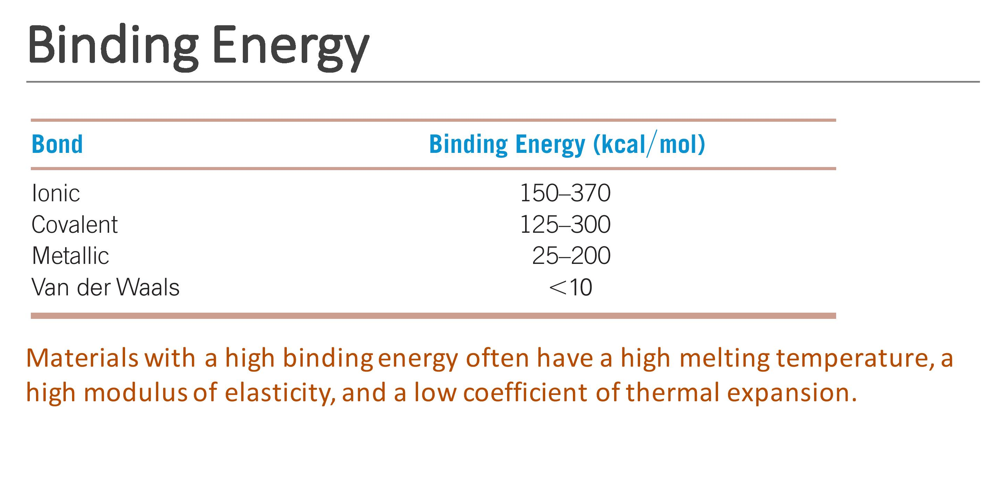 Binding Energy
Bond Binding Energy (kcal/mol)
Ionic 150–370
Covalent 125–300
Metallic 25–200
Van der Waals <10
Materials with a high binding energy often have a high melting temperature, a
high modulus of elasticity, and a low coefficient of thermal expansion.